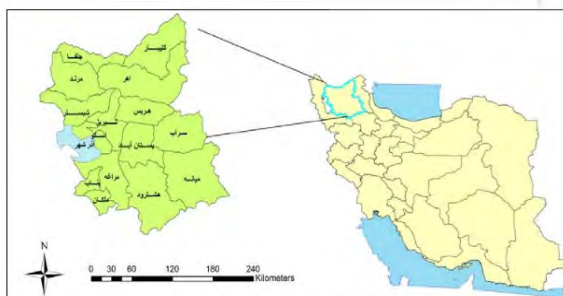 کلیبار
جلفا
مرند
اهر
هریس
شبستر
تبریز
سراب
اسکو
آذرشهر
بستان آباد
میانه
مراغه
بناب
هشترود
ملکان
N
0 30 60 120 180 240
Kilometers